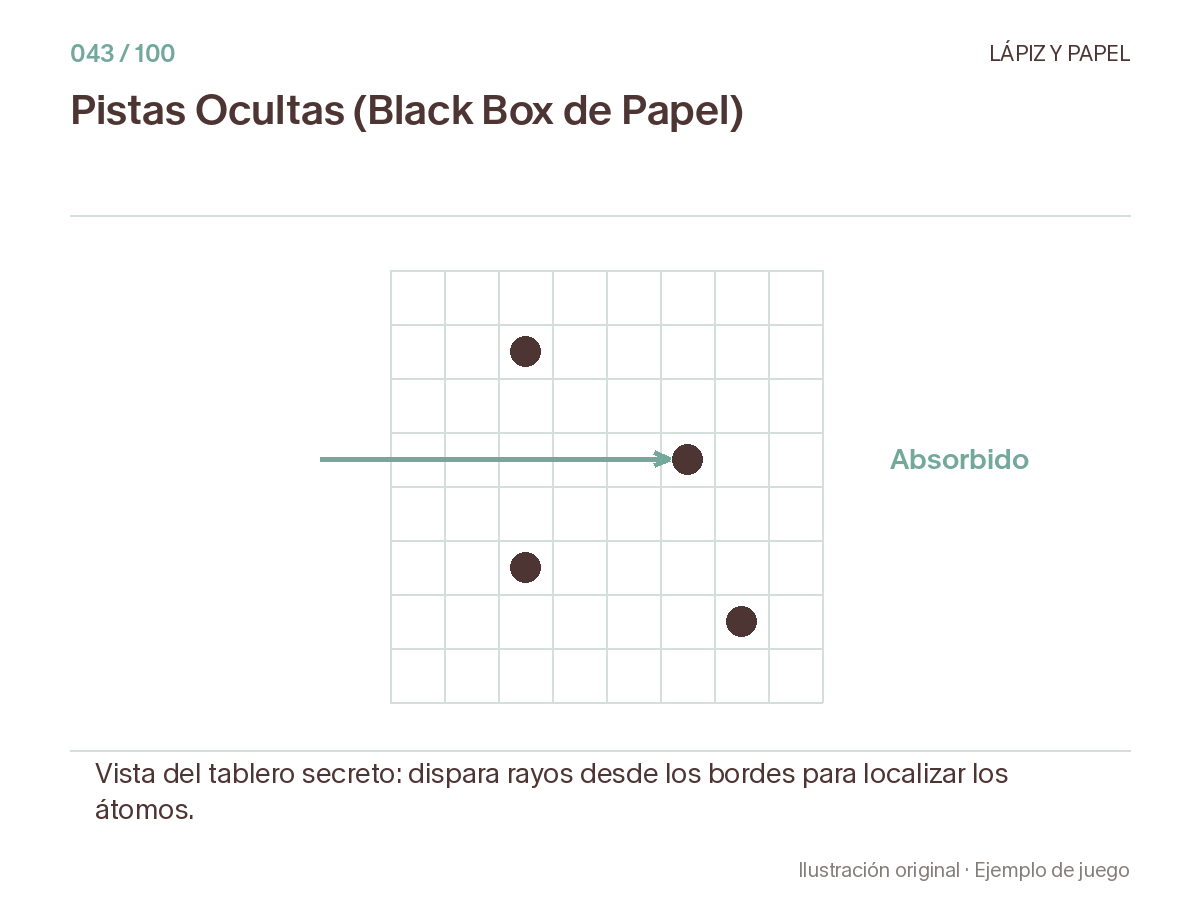 043 / 100
LÁPIZ Y PAPEL
Pistas Ocultas (Black Box de Papel)
Absorbido
Vista del tablero secreto: dispara rayos desde los bordes para localizar los
átomos.
Ilustración original · Ejemplo de juego